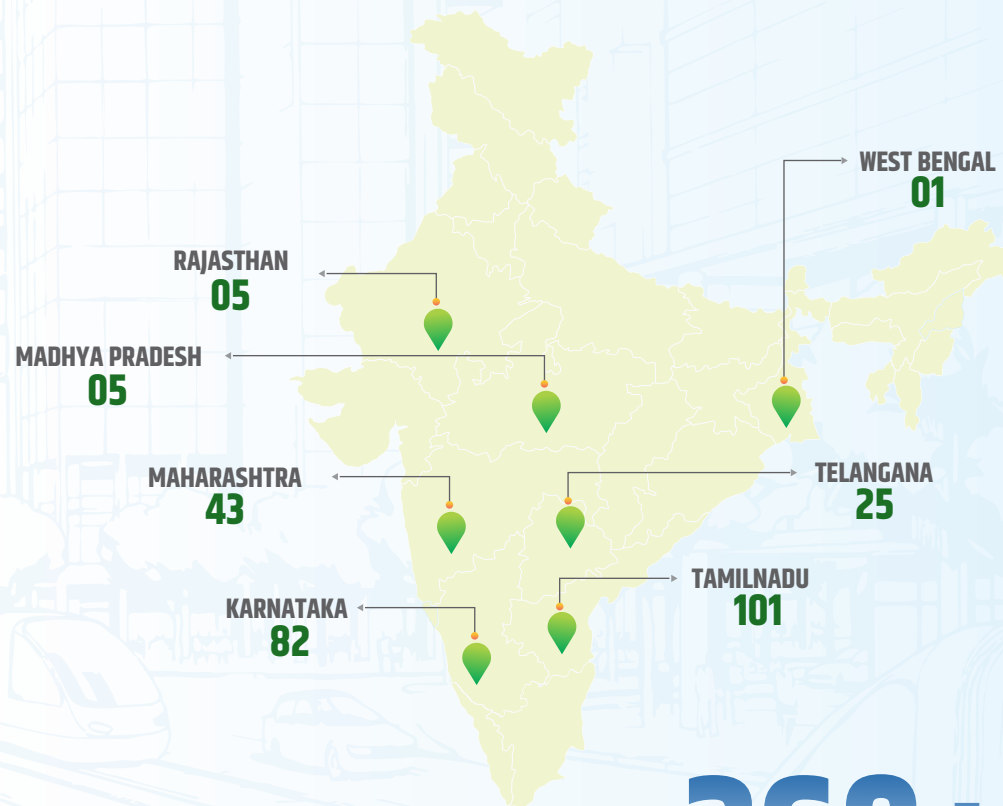 WEST BENGAL
01
RAJASTHAN
05
MADHYA PRADESH
05
MAHARASHTRA
43
TELANGANA
25
TAMILNADU
101
KARNATAKA
82